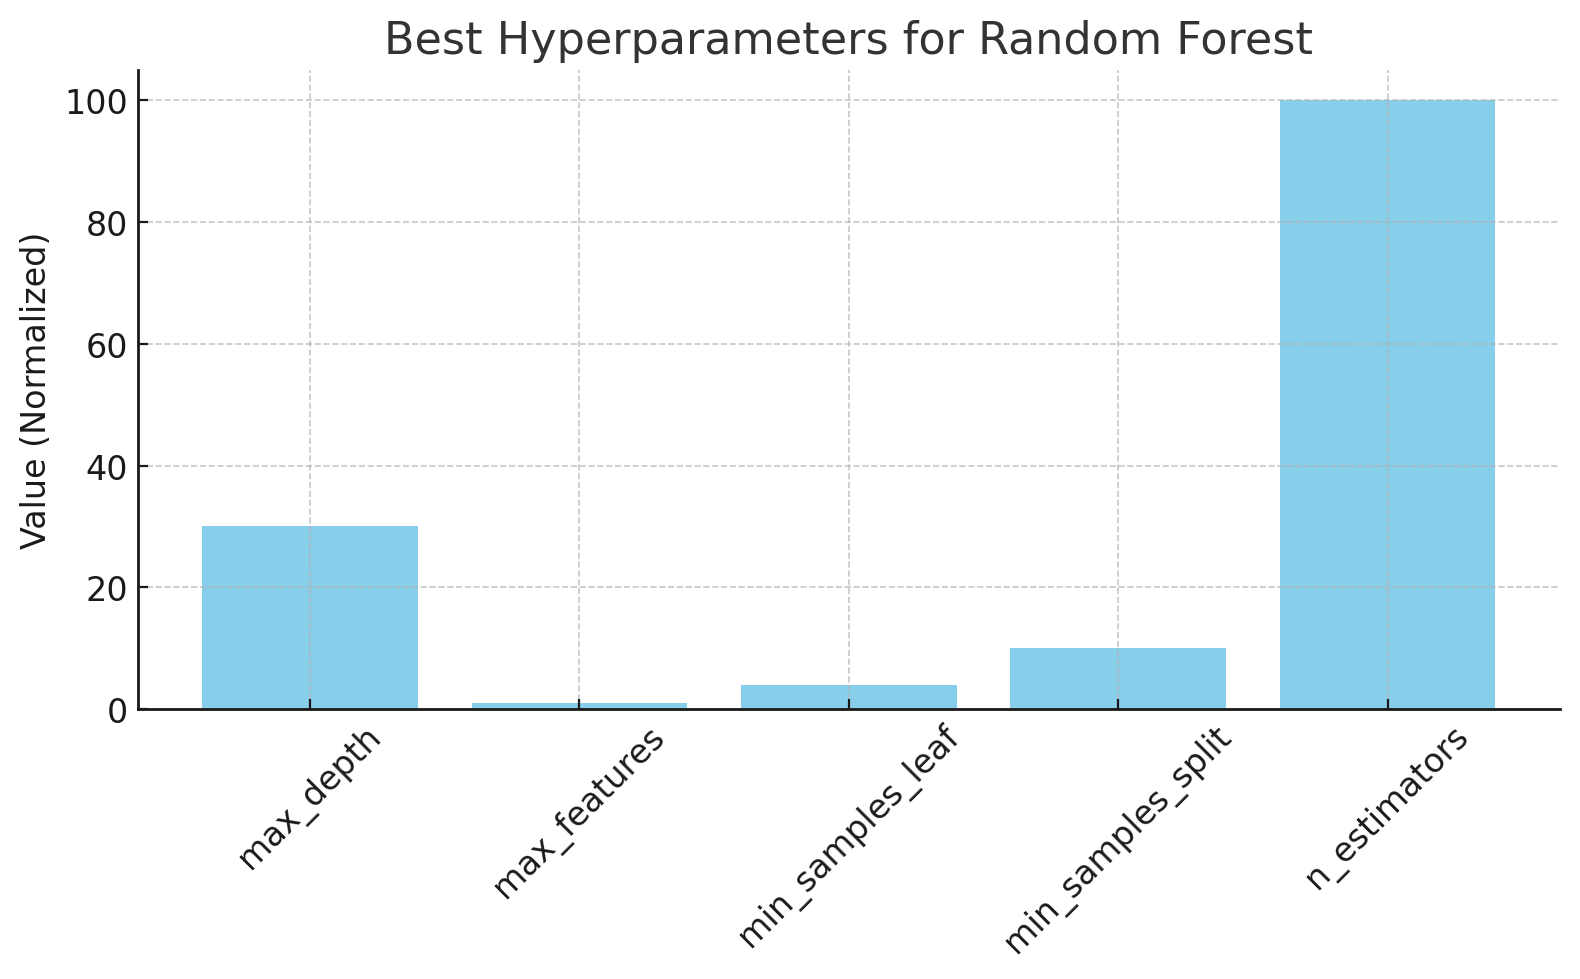 Best Hyperparameters for Random Forest
Value (Normalized)
100
80
60
40
20
0
max_depth
max_features
min_samples_leaf
min_samples_split
n_estimators